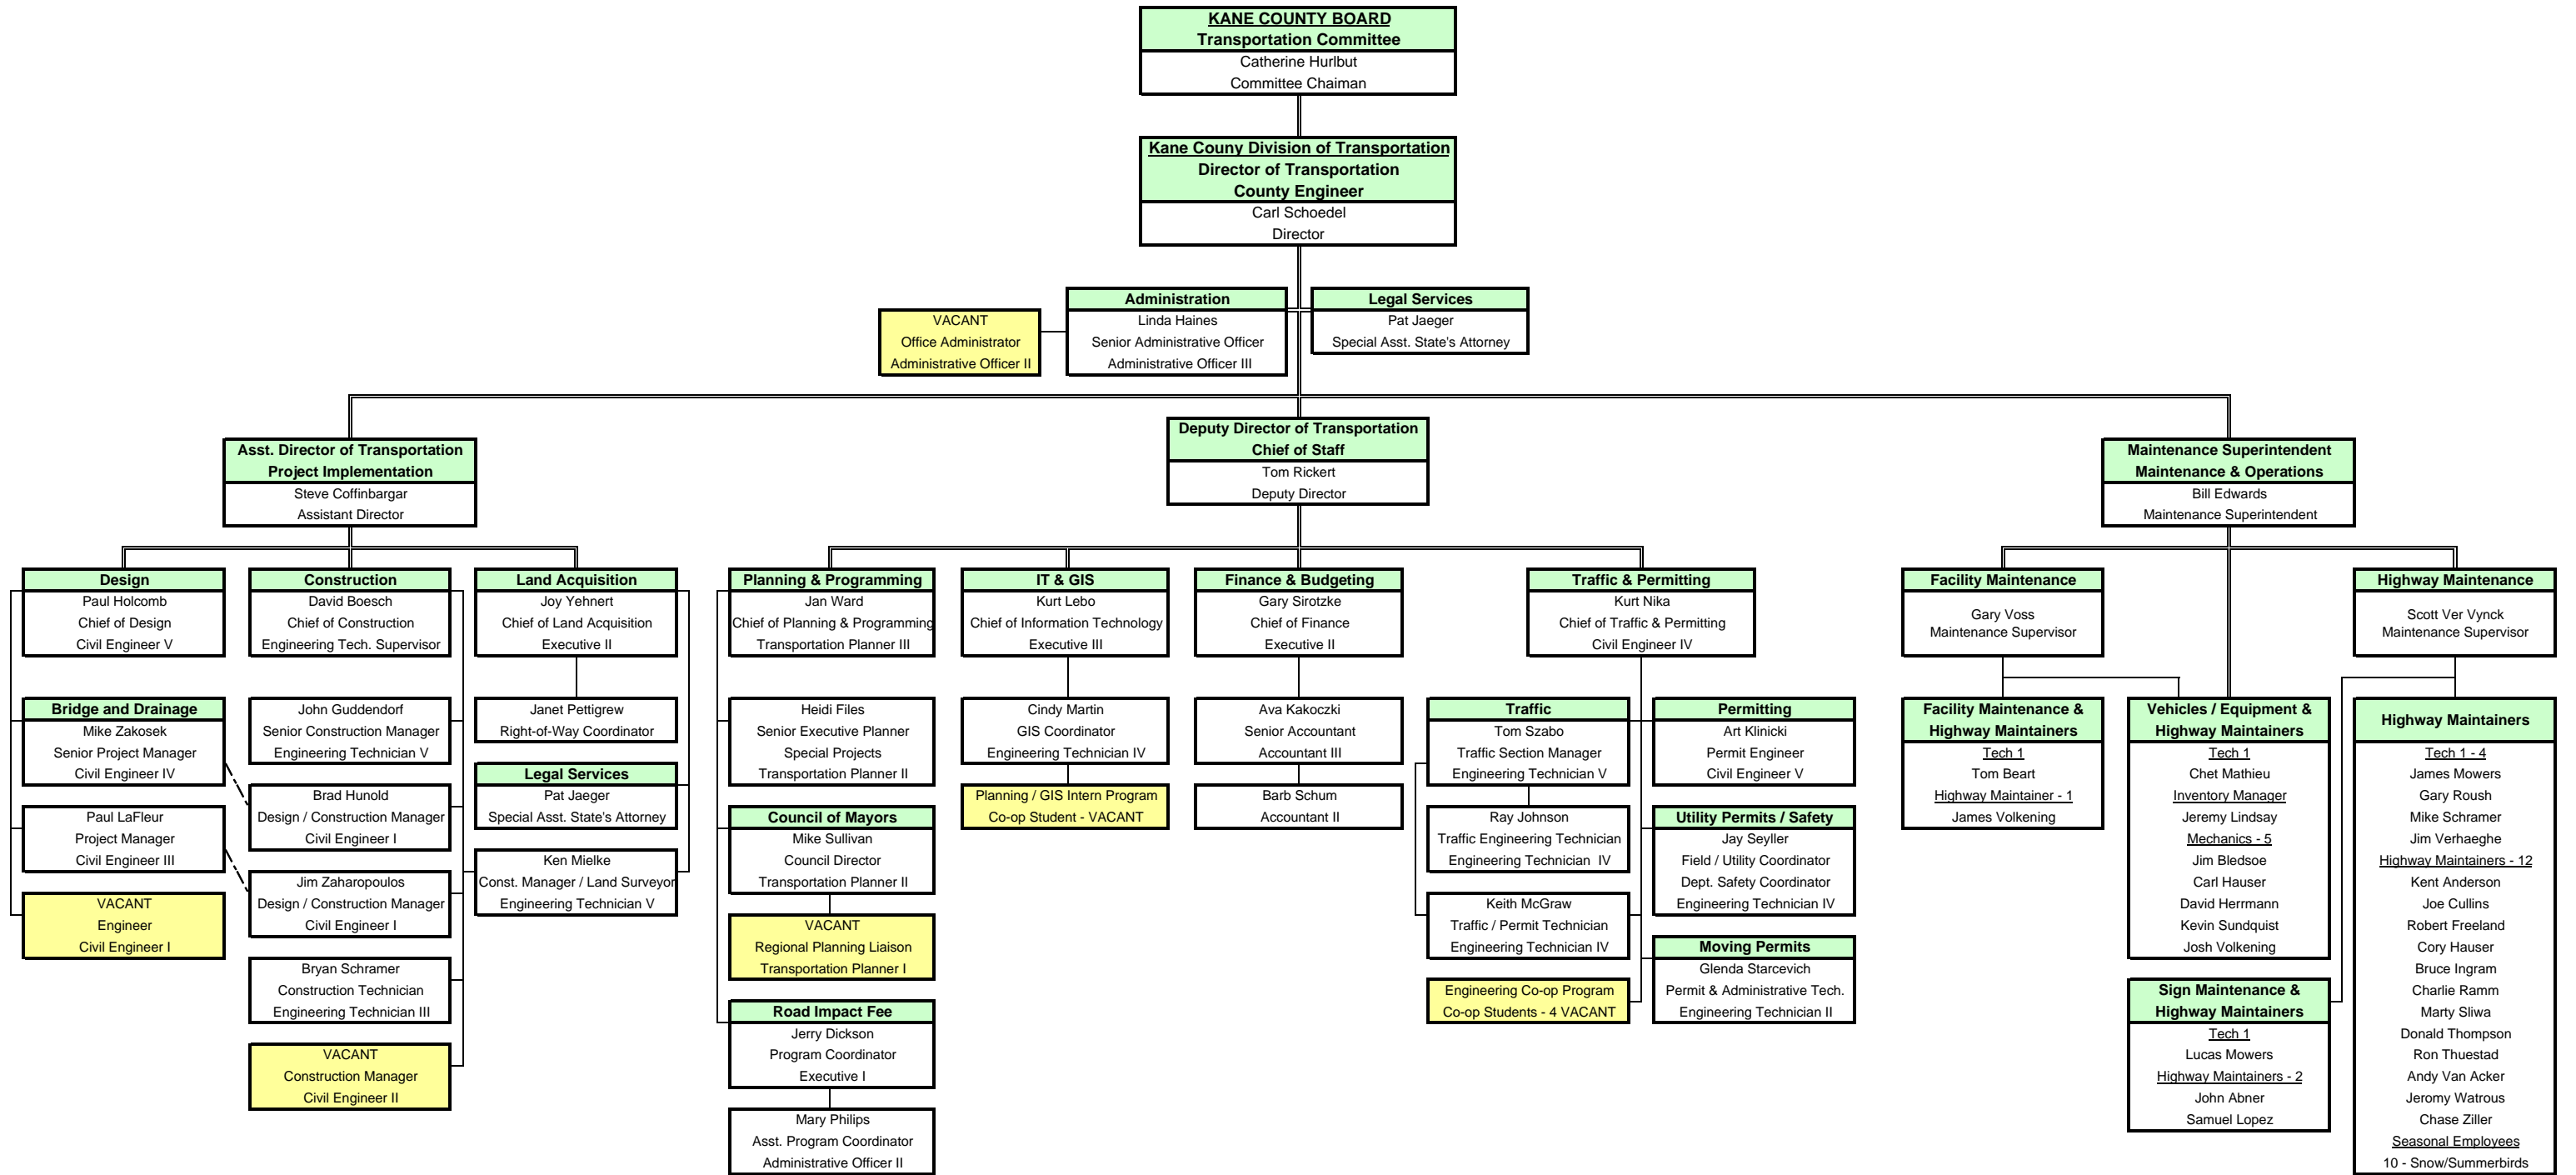 KANE COUNTY BOARD
Transportation Committee
Catherine Hurlbut
Committee Chaiman
Kane Couny Division of Transportation
Director of Transportation
County Engineer
Carl Schoedel
Director
Administration
Linda Haines
Senior Administrative Officer
Administrative Officer III
Legal Services
Pat Jaeger
Special Asst. State's Attorney
VACANT
Office Administrator
Administrative Officer II
Asst. Director of Transportation
Project Implementation
Steve Coffinbargar
Assistant Director
Deputy Director of Transportation
Chief of Staff
Tom Rickert
Deputy Director
Maintenance Superintendent
Maintenance & Operations
Bill Edwards
Maintenance Superintendent
Design
Paul Holcomb
Chief of Design
Civil Engineer V
Bridge and Drainage
Mike Zakosek
Senior Project Manager
Civil Engineer IV
Paul LaFleur
Project Manager
Civil Engineer III
VACANT
Engineer
Civil Engineer I
Construction
David Boesch
Chief of Construction
Engineering Tech. Supervisor
John Guddendorf
Senior Construction Manager
Engineering Technician V
Brad Hunold
Design / Construction Manager
Civil Engineer I
Jim Zaharopoulos
Design / Construction Manager
Civil Engineer I
Bryan Schramer
Construction Technician
Engineering Technician III
VACANT
Construction Manager
Civil Engineer II
Land Acquisition
Joy Yehnert
Chief of Land Acquisition
Executive II
Janet Pettigrew
Right-of-Way Coordinator
Legal Services
Pat Jaeger
Special Asst. State's Attorney
Ken Mielke
Const. Manager / Land Surveyor
Engineering Technician V
Planning & Programming
Jan Ward
Chief of Planning & Programming
Transportation Planner III
Heidi Files
Senior Executive Planner
Special Projects
Transportation Planner II
Council of Mayors
Mike Sullivan
Council Director
Transportation Planner II
VACANT
Regional Planning Liaison
Transportation Planner I
Road Impact Fee
Jerry Dickson
Program Coordinator
Executive I
Mary Philips
Asst. Program Coordinator
Administrative Officer II
IT & GIS
Kurt Lebo
Chief of Information Technology
Executive III
Cindy Martin
GIS Coordinator
Engineering Technician IV
Planning / GIS Intern Program
Co-op Student - VACANT
Finance & Budgeting
Gary Sirotzke
Chief of Finance
Executive II
Ava Kakoczki
Senior Accountant
Accountant III
Barb Schum
Accountant II
Traffic & Permitting
Kurt Nika
Chief of Traffic & Permitting
Civil Engineer IV
Traffic
Tom Szabo
Traffic Section Manager
Engineering Technician V
Ray Johnson
Traffic Engineering Technician
Engineering Technician IV
Keith McGraw
Traffic / Permit Technician
Engineering Technician IV
Engineering Co-op Program
Co-op Students - 4 VACANT
Permitting
Art Klinicki
Permit Engineer
Civil Engineer V
Utility Permits / Safety
Jay Seyller
Field / Utility Coordinator
Dept. Safety Coordinator
Engineering Technician IV
Moving Permits
Glenda Starcevich
Permit & Administrative Tech.
Engineering Technician II
Facility Maintenance
Gary Voss
Maintenance Supervisor
Facility Maintenance &
Highway Maintainers
Tech 1
Tom Beart
Highway Maintainer - 1
James Volkening
Vehicles / Equipment &
Highway Maintainers
Tech 1
Chet Mathieu
Inventory Manager
Jeremy Lindsay
Mechanics - 5
Jim Bledsoe
Carl Hauser
David Herrmann
Kevin Sundquist
Josh Volkening
Sign Maintenance &
Highway Maintainers
Tech 1
Lucas Mowers
Highway Maintainers - 2
John Abner
Samuel Lopez
Highway Maintenance
Scott Ver Vynck
Maintenance Supervisor
Highway Maintainers
Tech 1 - 4
James Mowers
Gary Roush
Mike Schramer
Jim Verhaeghe
Highway Maintainers - 12
Kent Anderson
Joe Cullins
Robert Freeland
Cory Hauser
Bruce Ingram
Charlie Ramm
Marty Sliwa
Donald Thompson
Ron Thuestad
Andy Van Acker
Jeromy Watrous
Chase Ziller
Seasonal Employees
10 - Snow/Summerbirds